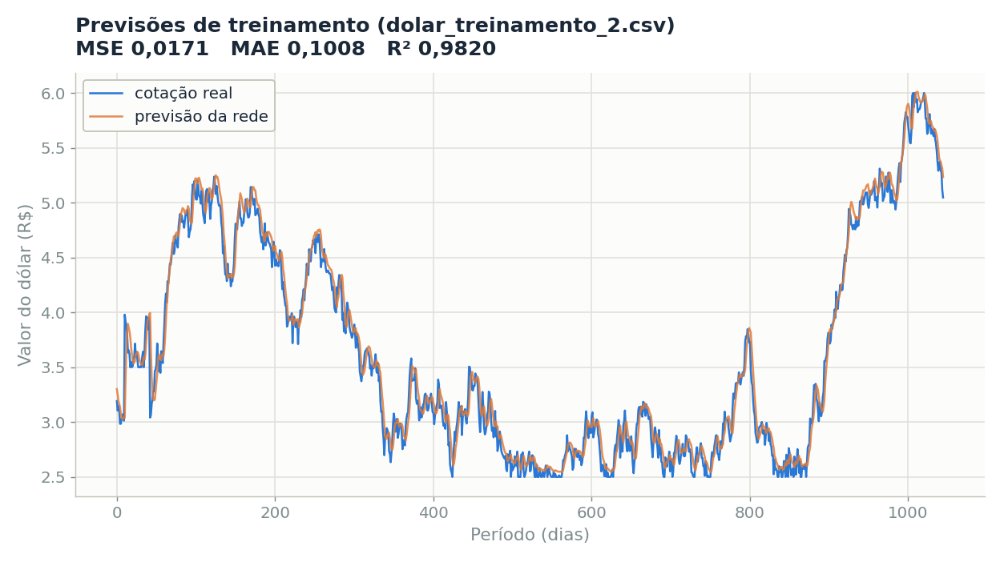 Previsões de treinamento (dolar_treinamento_2.csv)
MSE 0,0171 MAE 0,1008 R² 0,9820
cotação real
previsão da rede
6.0
5.5
5.0
4.5
4.0
3.5
3.0
2.5
Valor do dólar (R$)
0 200 400 600 800 1000
Período (dias)